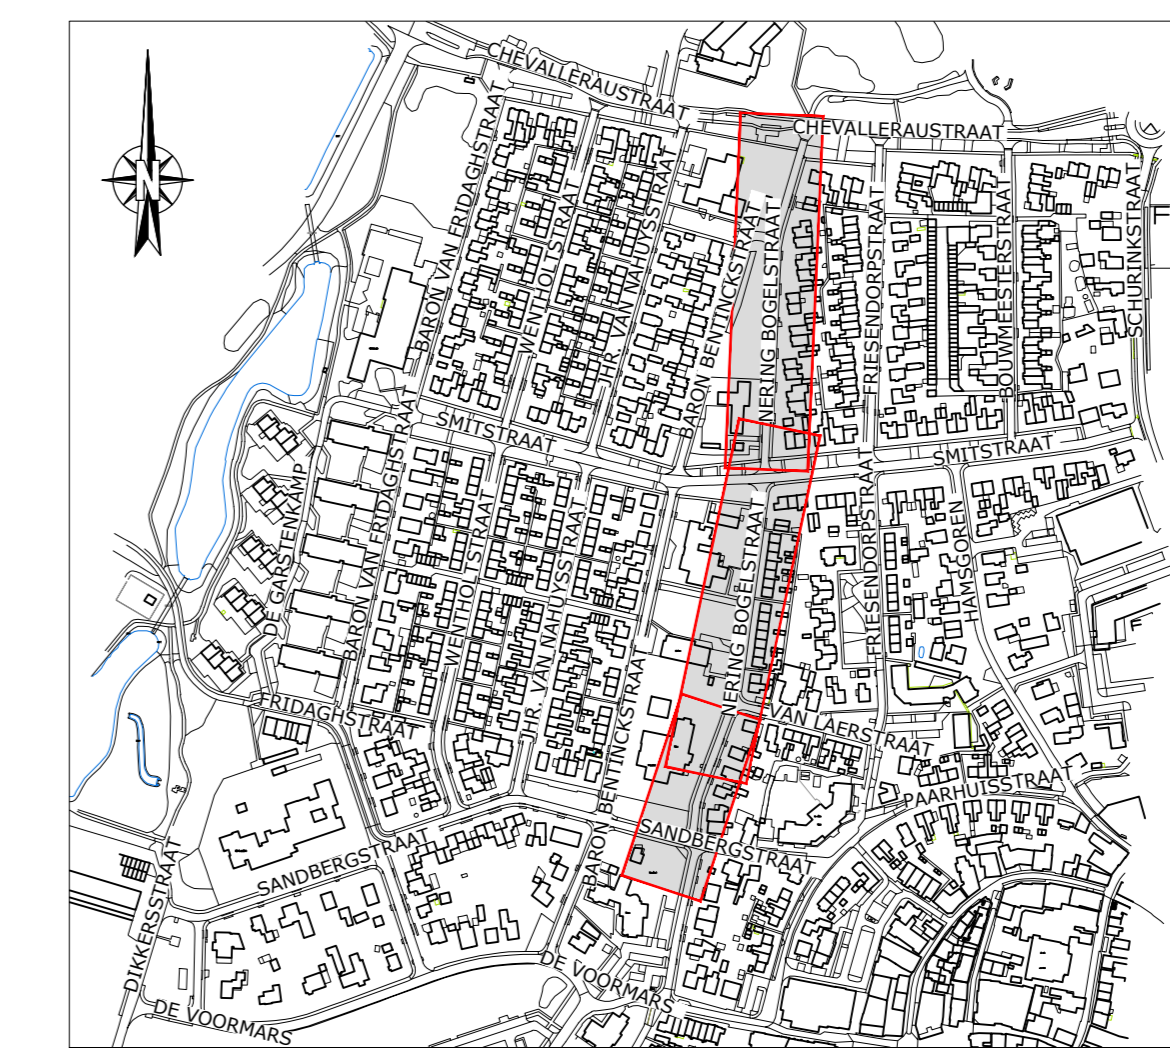 CHEVALLERAUSTRAAT
CHEVALLERAUSTRAAT
N
BARON VAN FRIDAGHSTRAAT
WENTHOLTSTRAAT
JHR. VAN NAHUYSSTRAAT
BARON BENTINCKSTRAAT
NERING BOGELSTRAAT
FRIESENDORPSTRAAT
BOUWMEESTERSTRAAT
SCHURINKSTRAAT
SMITSTRAAT
SMITSTRAAT
DE GARSTENKAMP
BARON VAN FRIDAGHSTRAAT
WENTHOLTSTRAAT
JHR. VAN NAHUYSSTRAAT
BARON BENTINCKSTRAAT
NERING BOGELSTRAAT
FRIESENDORPSTRAAT
HAMSGOREN
FRIDAGHSTRAAT
VAN LAERSTRAAT
PAARHUISSTRAAT
SANDBERGSTRAAT
SANDBERGSTRAAT
DIKKERSSTRAAT
DE VOORMARS
DE VOORMARS